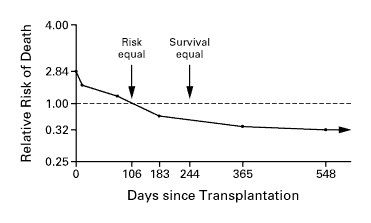 4.00
Risk
equal
Survival
equal
2.84
1.00
0.32
0.25
0 106 183 244 365 548
Relative Risk of Death
Days since Transplantation